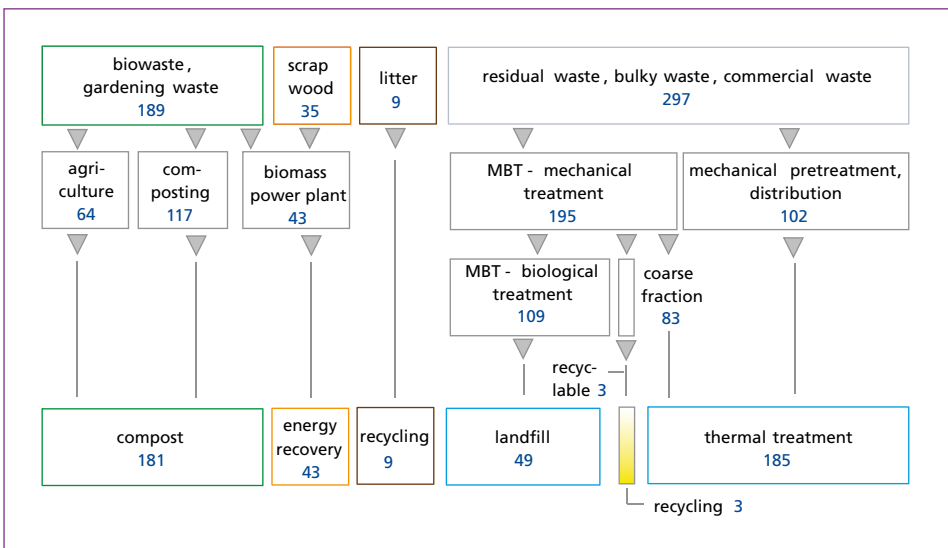 biowaste,
gardening waste
189
scrap
wood
35
litter
9
residual waste, bulky waste, commercial waste
297
agri-
culture
64
com-
posting
117
biomass
power plant
43
MBT - mechanical
treatment
195
mechanical pretreatment,
distribution
102
MBT - biological
treatment
109
coarse
fraction
83
recyc-
lable 3
compost
181
energy
recovery
43
recycling
9
landfill
49
thermal treatment
185
recycling 3